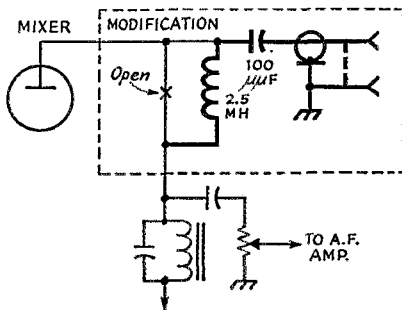 MIXER
MODIFICATION
Open
100
μμF
2.5
MH
TO A.F.
AMP.